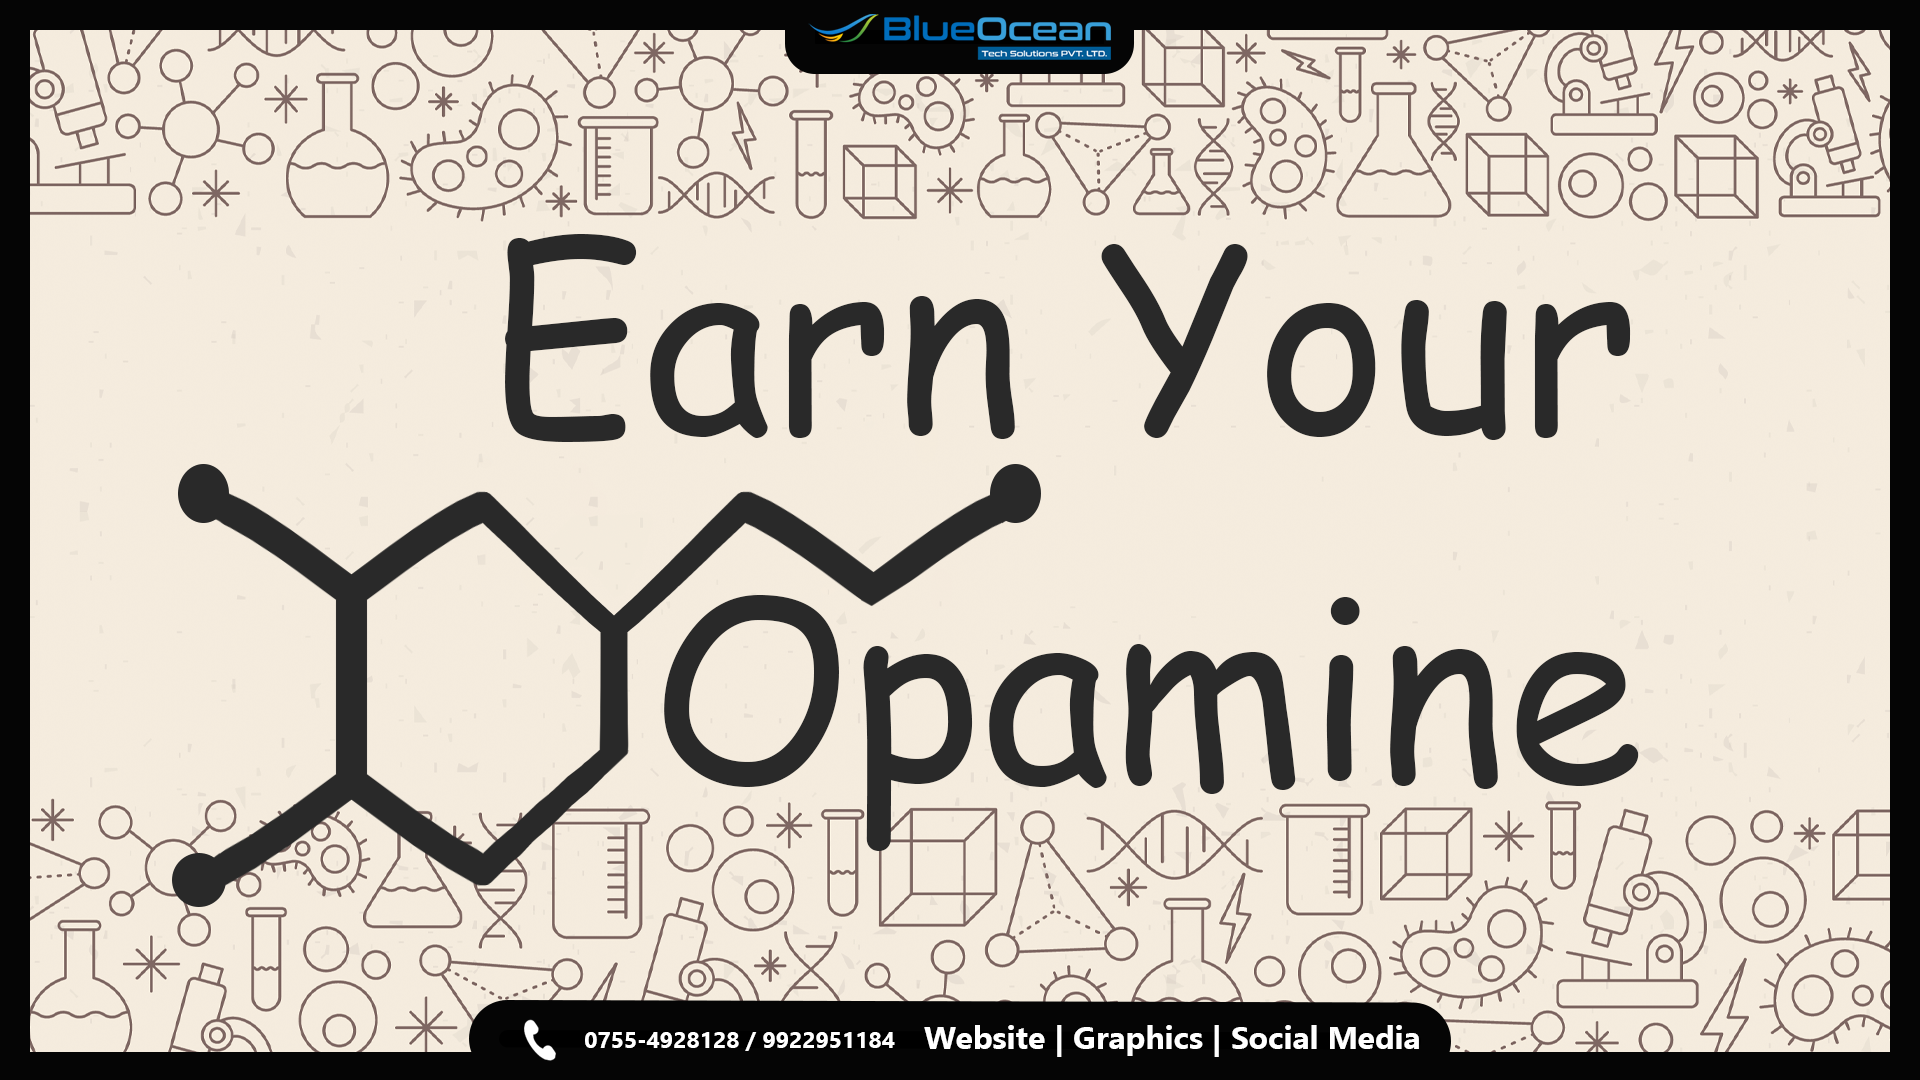 BlueOcean
Tech Solutions PVT. LTD.
Earn Your
Opamine
0755-4928128 / 9922951184 Website | Graphics | Social Media